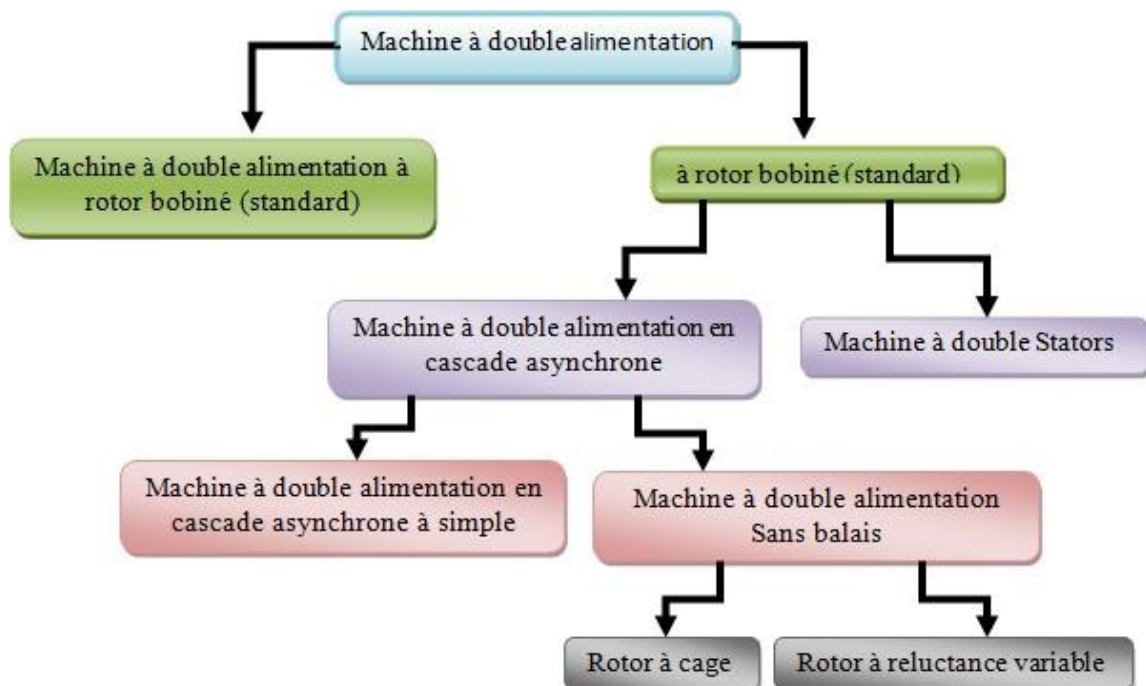 Machine à double alimentation
Machine à double alimentation à
rotor bobiné (standard)
à rotor bobiné (standard)
Machine à double alimentation en
cascade asynchrone
Machine à double Stators
Machine à double alimentation en
cascade asynchrone à simple
Machine à double alimentation
Sans balais
Rotor à cage
Rotor à reluctance variable